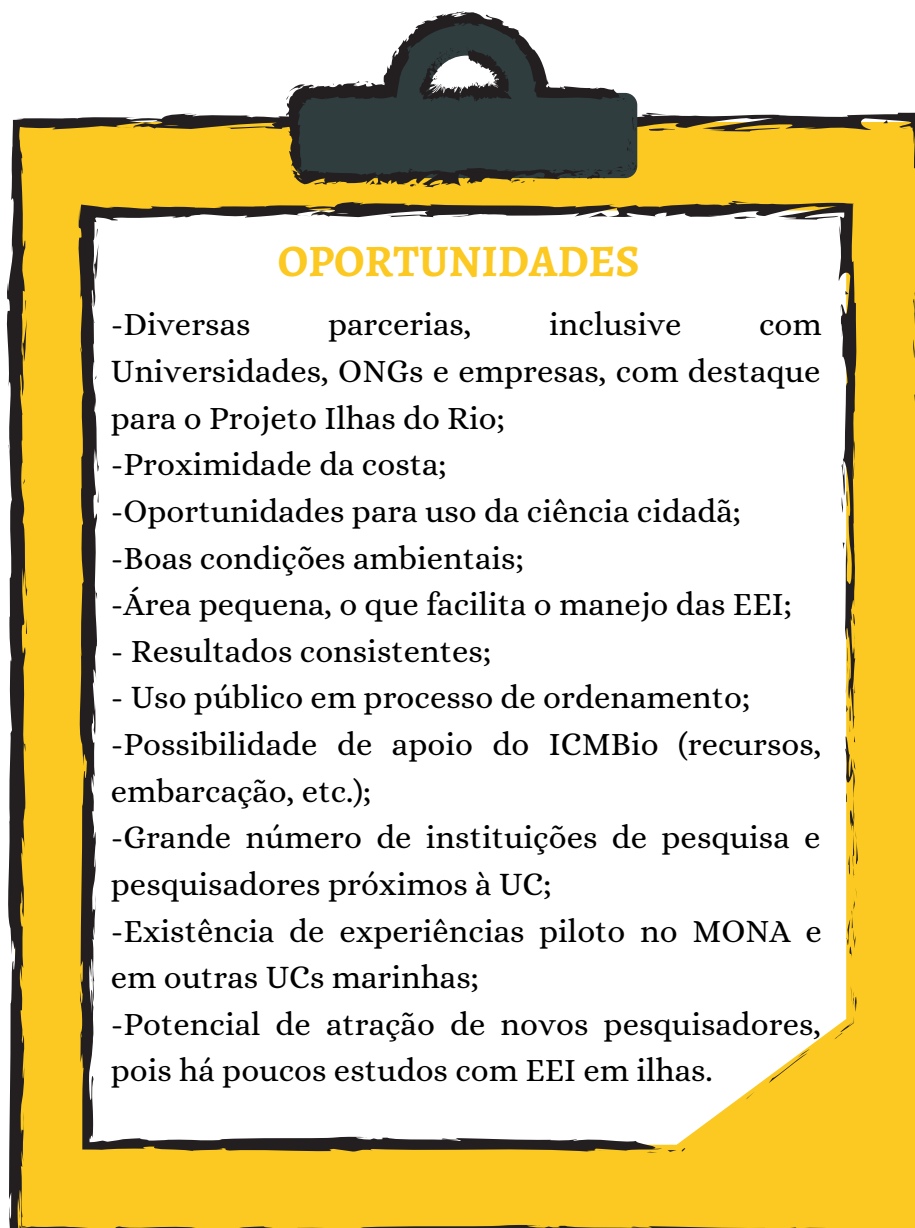 OPORTUNIDADES
-Diversas parcerias, inclusive com
Universidades, ONGs e empresas, com destaque
para o Projeto Ilhas do Rio;
-Proximidade da costa;
-Oportunidades para uso da ciência cidadã;
-Boas condições ambientais;
-Área pequena, o que facilita o manejo das EEI;
- Resultados consistentes;
- Uso público em processo de ordenamento;
-Possibilidade de apoio do ICMBio (recursos,
embarcação, etc.);
-Grande número de instituições de pesquisa e
pesquisadores próximos à UC;
-Existência de experiências piloto no MONA e
em outras UCs marinhas;
-Potencial de atração de novos pesquisadores,
pois há poucos estudos com EEI em ilhas.